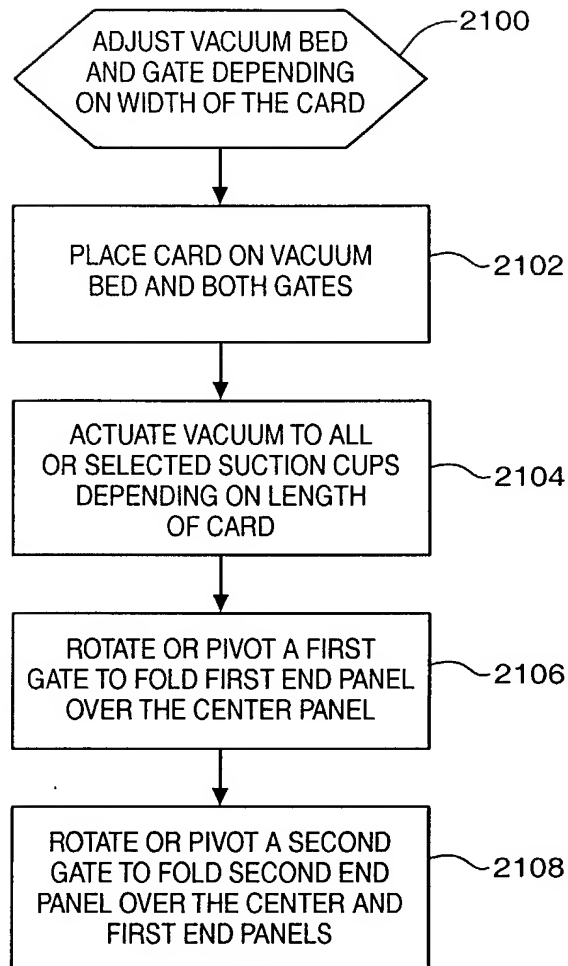 ADJUST VACUUM BED
AND GATE DEPENDING
ON WIDTH OF THE CARD
2100
PLACE CARD ON VACUUM
BED AND BOTH GATES
2102
ACTUATE VACUUM TO ALL
OR SELECTED SUCTION CUPS
DEPENDING ON LENGTH
OF CARD
2104
ROTATE OR PIVOT A FIRST
GATE TO FOLD FIRST END PANEL
OVER THE CENTER PANEL
2106
ROTATE OR PIVOT A SECOND
GATE TO FOLD SECOND END
PANEL OVER THE CENTER AND
FIRST END PANELS
2108